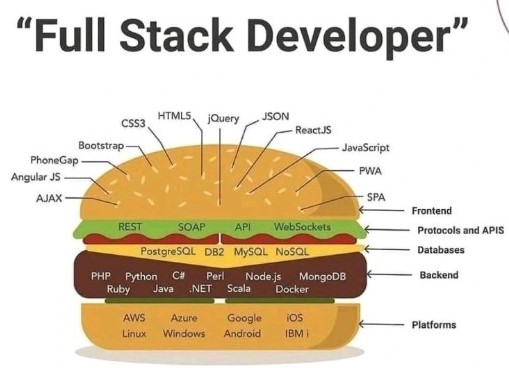 “Full Stack Developer”
HTML5
jQuery
JSON
CSS3
ReactJS
Bootstrap
JavaScript
PhoneGap
PWA
Angular JS
AJAX
SPA
Frontend
REST SOAP API WebSockets
Protocols and APIS
PostgreSQL DB2 MySQL NoSQL
Databases
PHP Python C# Perl Node.js MongoDB
Backend
Ruby Java .NET Scala Docker
AWS Azure Google iOS
Platforms
Linux Windows Android IBM i